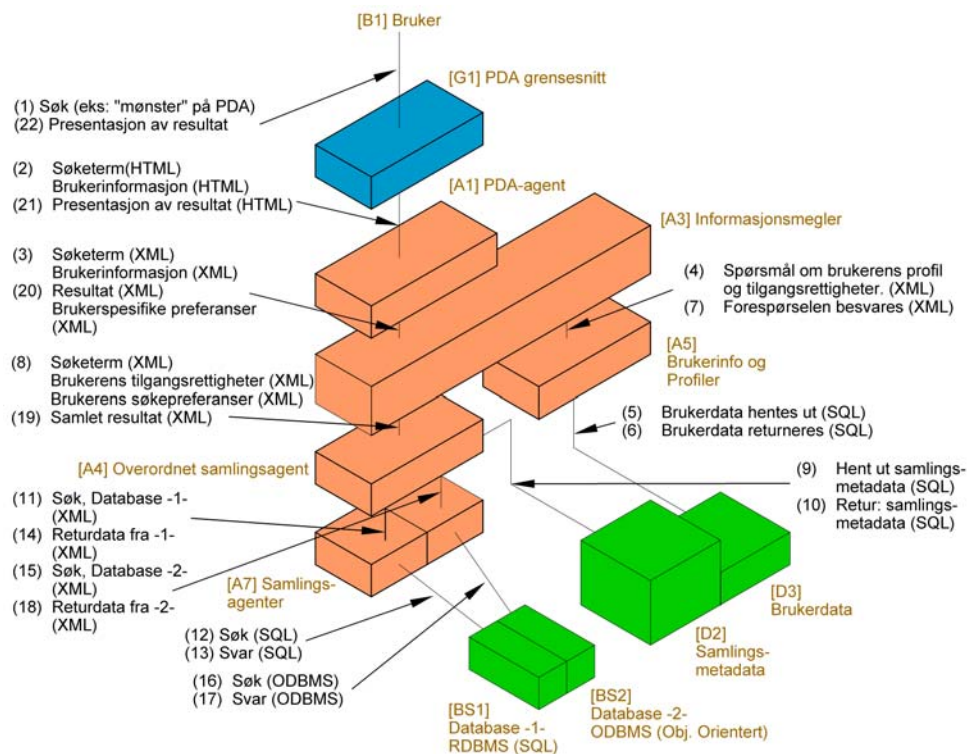 [B1] Bruker
[G1] PDA grensesnitt
(1) Søk (eks: "mønster" på PDA)
(22) Presentasjon av resultat
(2) Søketerm(HTML)
Brukerinformasjon (HTML)
(21) Presentasjon av resultat (HTML)
[A1] PDA-agent
[A3] Informasjonsmegler
(3) Søketerm (XML)
Brukerinformasjon (XML)
(20) Resultat (XML)
Brukerspesifike preferanser
(XML)
(4) Spørsmål om brukerens profil
og tilgangsrettigheter. (XML)
(7) Forespørselen besvares (XML)
(8) Søketerm (XML)
Brukerens tilgangsrettigheter (XML)
Brukerens søkepreferanser (XML)
(19) Samlet resultat (XML)
[A5]
Brukerinfo og
Profiler
(5) Brukerdata hentes ut (SQL)
(6) Brukerdata returneres (SQL)
[A4] Overordnet samlingsagent
(9) Hent ut samlings-
metadata (SQL)
(10) Retur: samlings-
metadata (SQL)
(11) Søk, Database -1-
(XML)
(14) Returdata fra -1-
(XML)
(15) Søk, Database -2-
(XML)
(18) Returdata fra -2-
(XML)
[A7] Samlings-
agenter
[D3]
Brukerdata
[D2]
Samlings-
metadata
(12) Søk (SQL)
(13) Svar (SQL)
(16) Søk (ODBMS)
(17) Svar (ODBMS)
[BS1]
Database -1-
RDBMS (SQL)
[BS2]
Database -2-
ODBMS (Obj. Orientert)